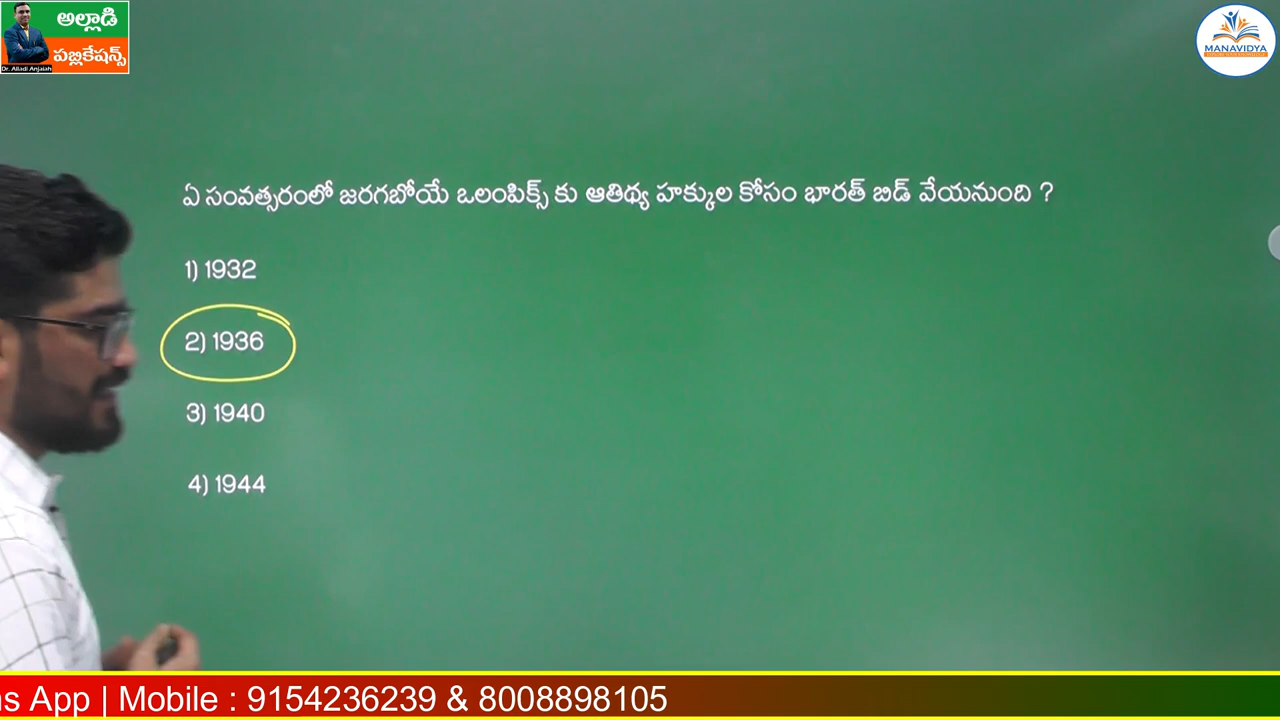 అల్లాడి
పబ్లికేషన్స్
Dr. Alladi Anjaiah
MANAVIDYA
ఏ సంవత్సరంలో జరగబోయే ఒలంపిక్స్ కు ఆతిథ్య హక్కుల కోసం భారత్ బిడ్ వేయనుంది ?
1) 1932
2) 1936
3) 1940
4) 1944
ns App | Mobile : 9154236239 & 8008898105